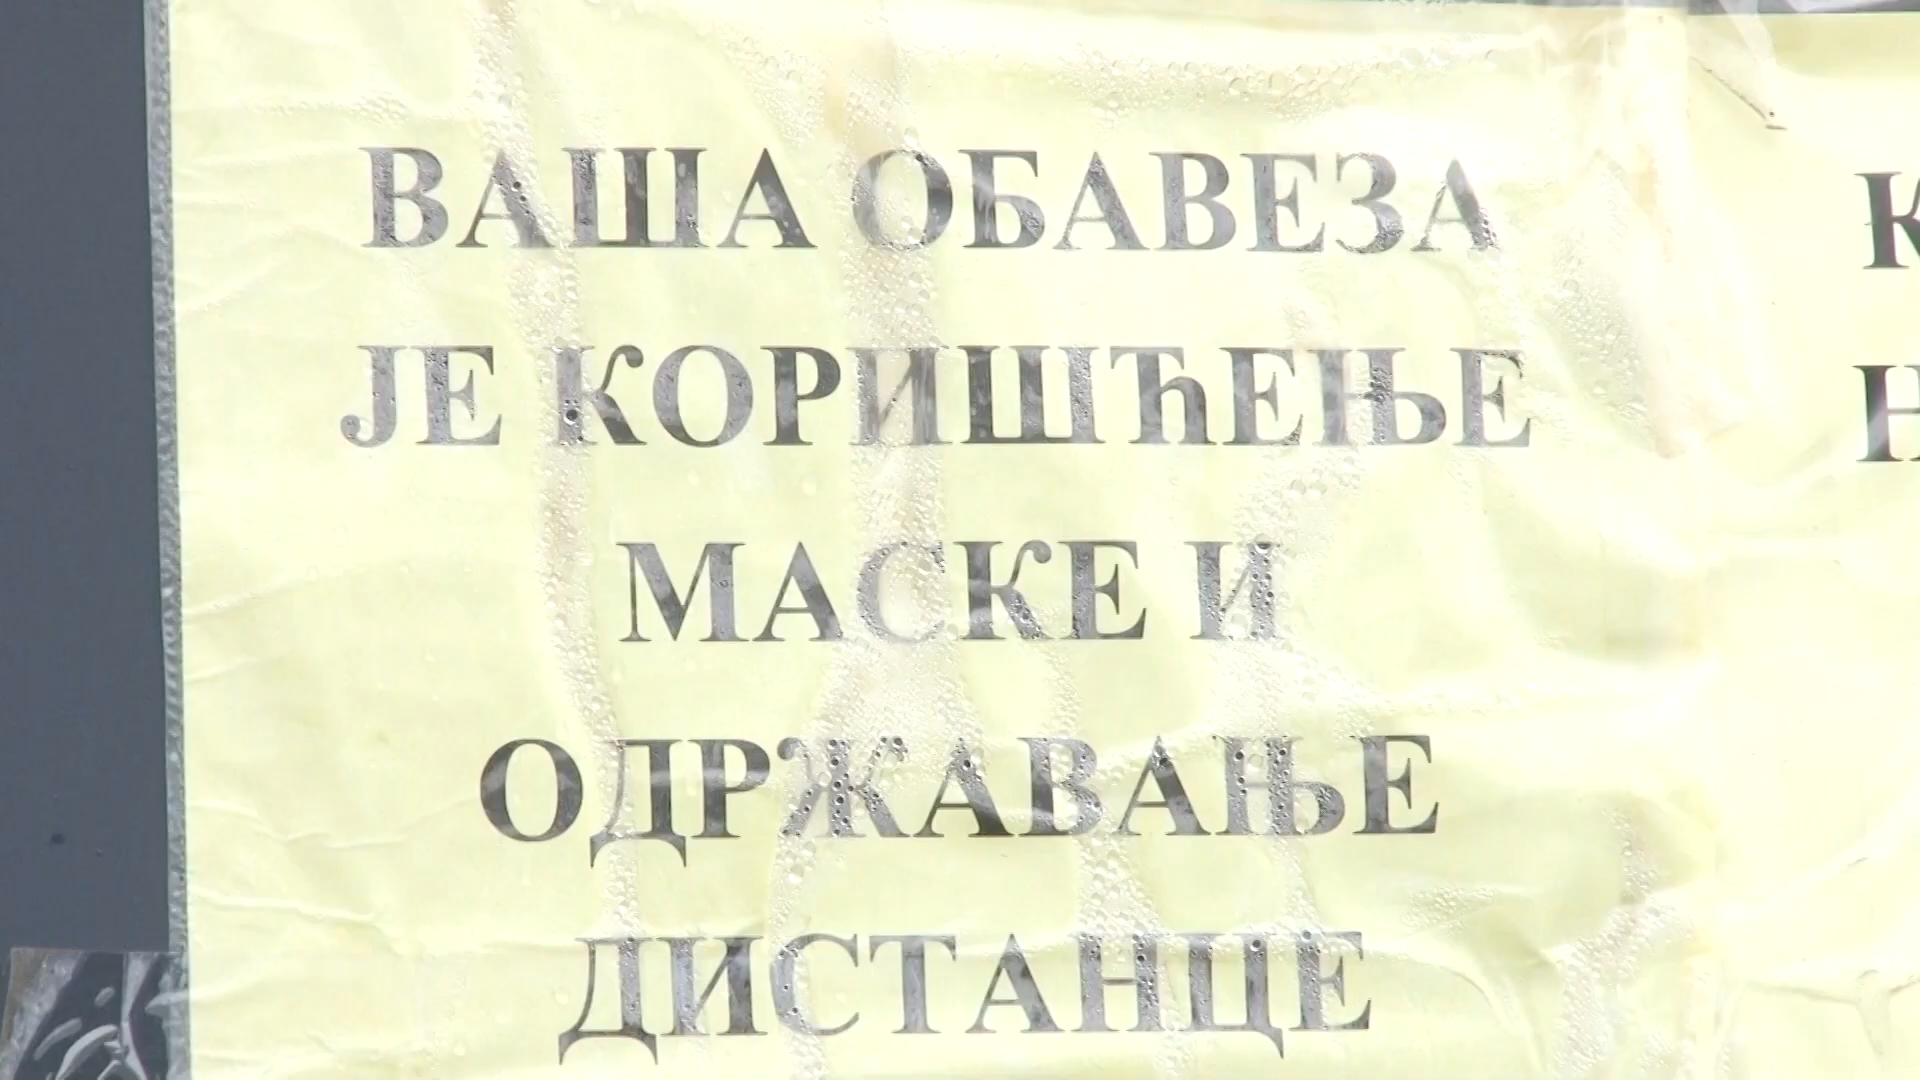 ВАША ОБАВЕЗА
ЈЕ КОРИШЋЕЊЕ
МАСКЕ И
ОДРЖАВАЊЕ
ДИСТАНЦЕ